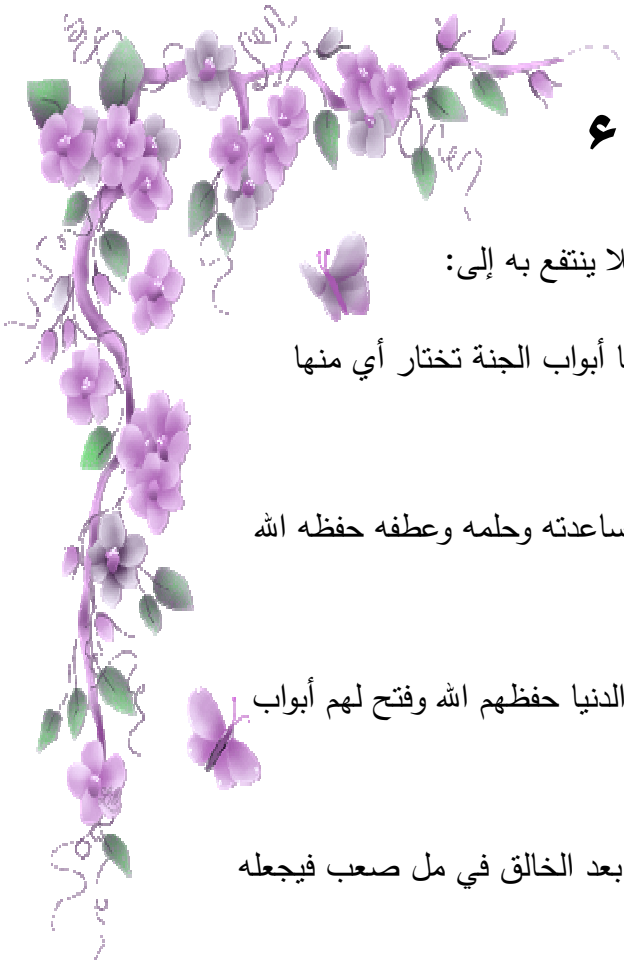 ء
لا ينتفع به إلى:
أبواب الجنة تختار أي منها
ساعدته وحلمه وعطفه حفظه الله
الدنيا حفظهم الله وفتح لهم أبواب
بعد الخالق في مل صعب فيجعله